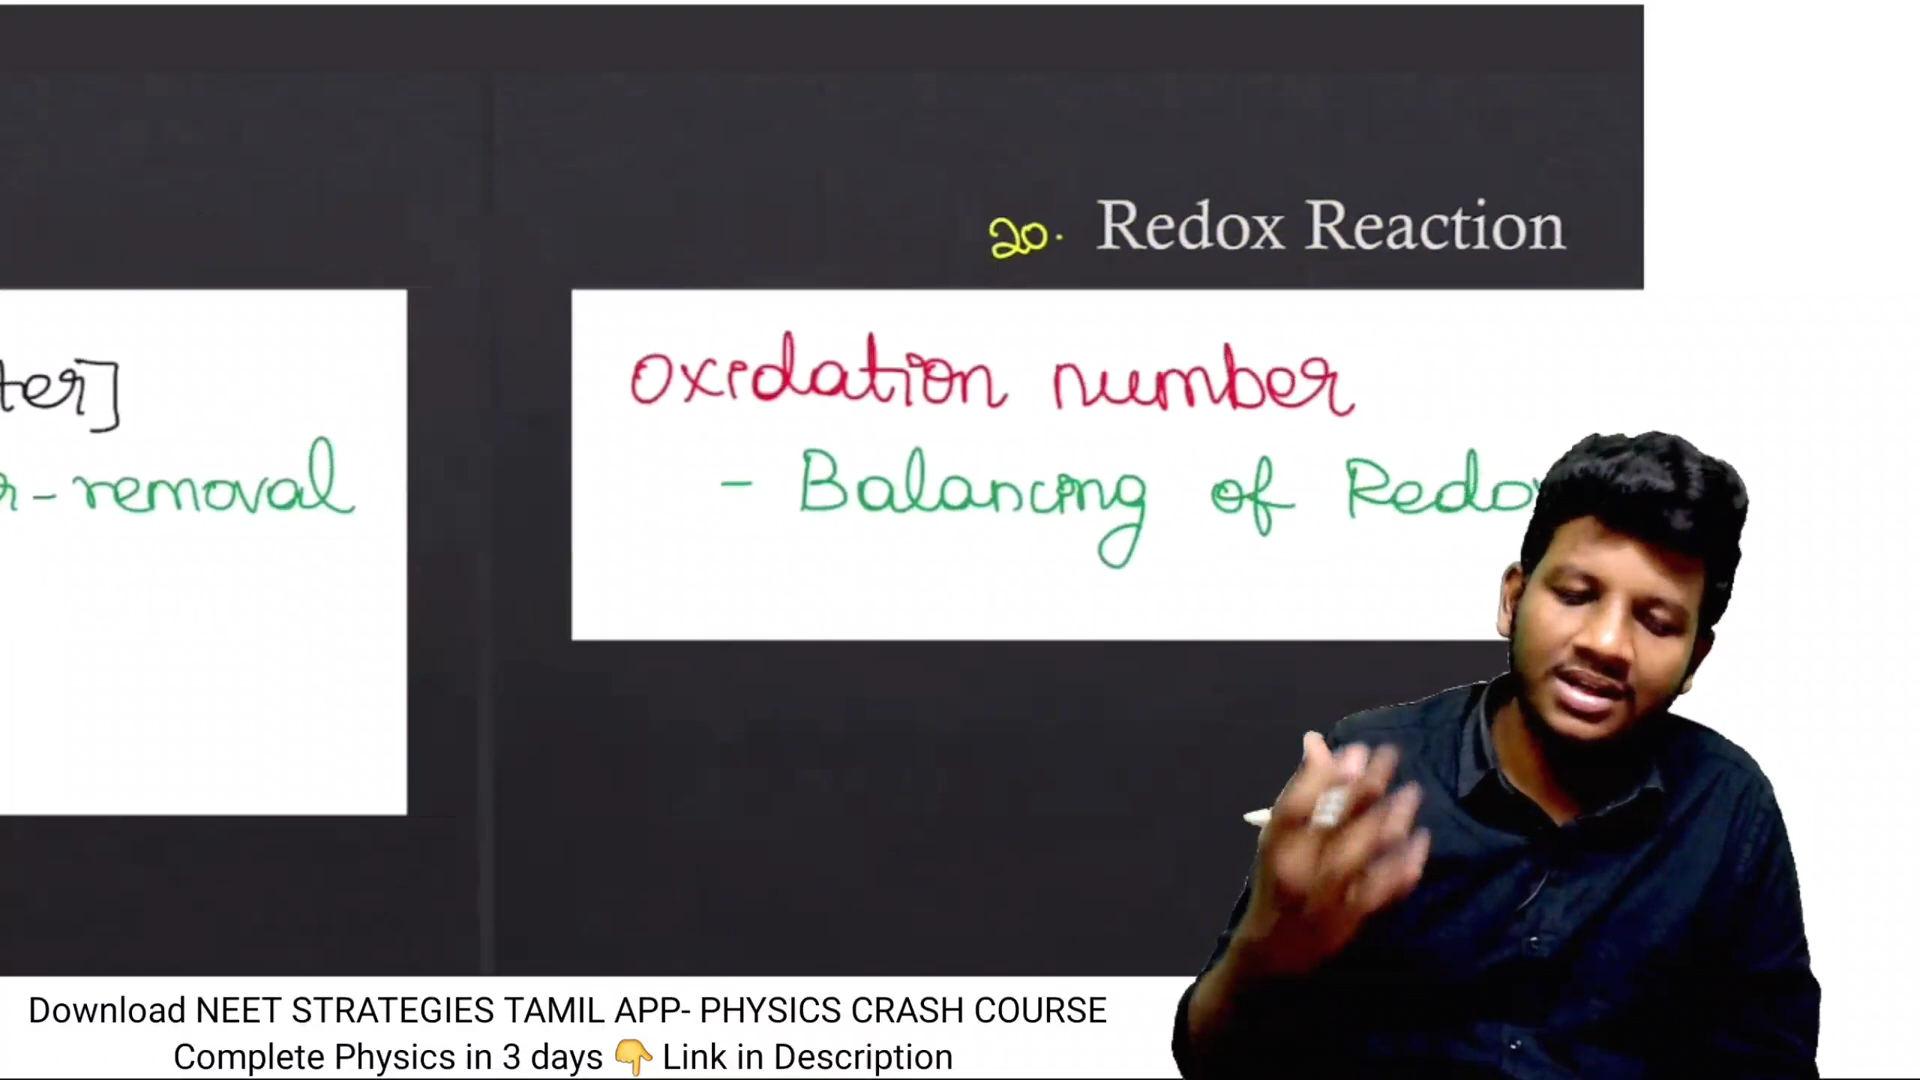 20. Redox Reaction
ter]
r-removal
Oxidation number
- Balancing of Redox
Download NEET STRATEGIES TAMIL APP- PHYSICS CRASH COURSE
Complete Physics in 3 days 👇 Link in Description